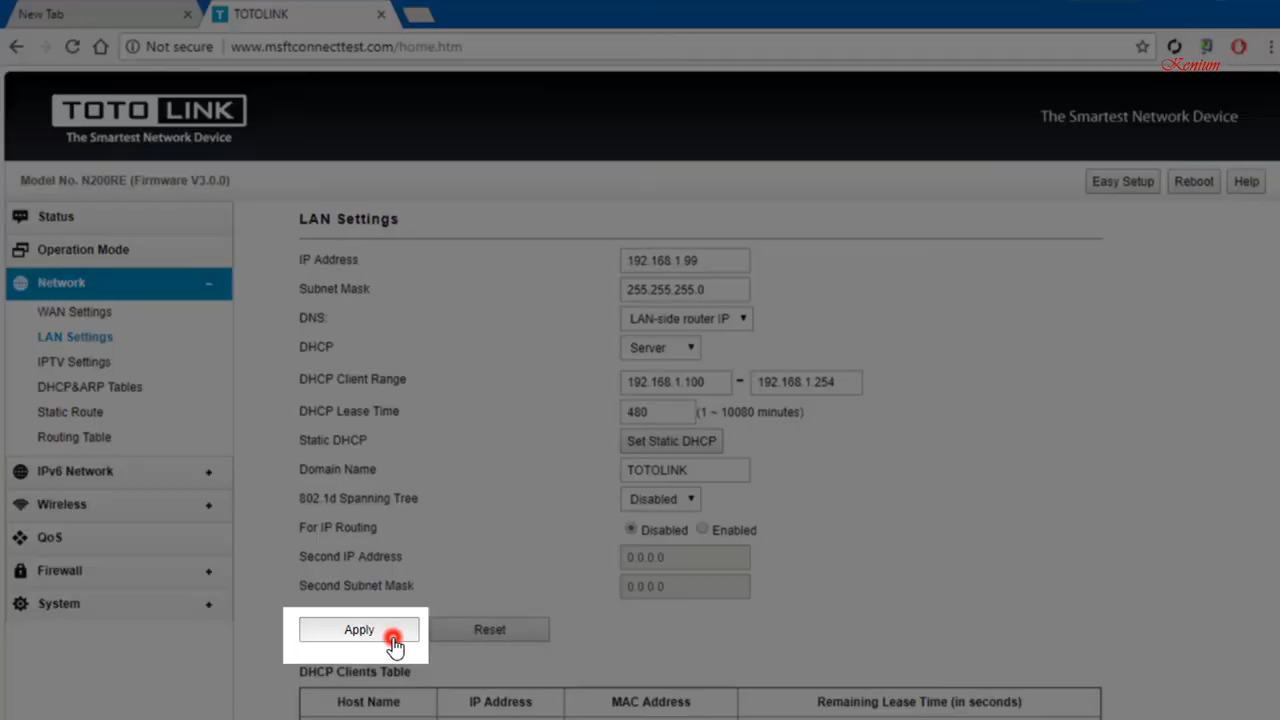 New Tab
TOTOLINK
Not secure www.msftconnecttest.com/home.htm
Kenium
TOTO LINK
The Smartest Network Device
The Smartest Network Device
Model No. N200RE (Firmware V3.0.0)
Easy Setup Reboot Help
Status
Operation Mode
Network
WAN Settings
LAN Settings
IPTV Settings
DHCP&ARP Tables
Static Route
Routing Table
IPv6 Network
Wireless
QoS
Firewall
System
LAN Settings
IP Address 192.168.1.99
Subnet Mask 255.255.255.0
DNS: LAN-side router IP
DHCP Server
DHCP Client Range 192.168.1.100 - 192.168.1.254
DHCP Lease Time 480 (1 ~ 10080 minutes)
Static DHCP Set Static DHCP
Domain Name TOTOLINK
802.1d Spanning Tree Disabled
For IP Routing Disabled Enabled
Second IP Address 0.0.0.0
Second Subnet Mask 0.0.0.0
Apply Reset
DHCP Clients Table
Host Name IP Address MAC Address Remaining Lease Time (in seconds)